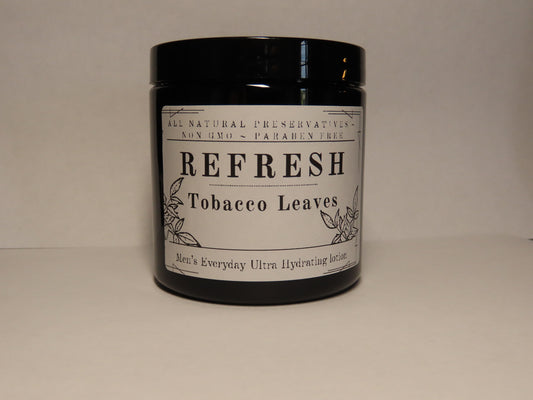 ALL NATURAL PRESERVATIVES ~
NON GMO ~ PARABEN FREE
REFRESH
Tobacco Leaves
Men's Everyday Ultra Hydrating lotion